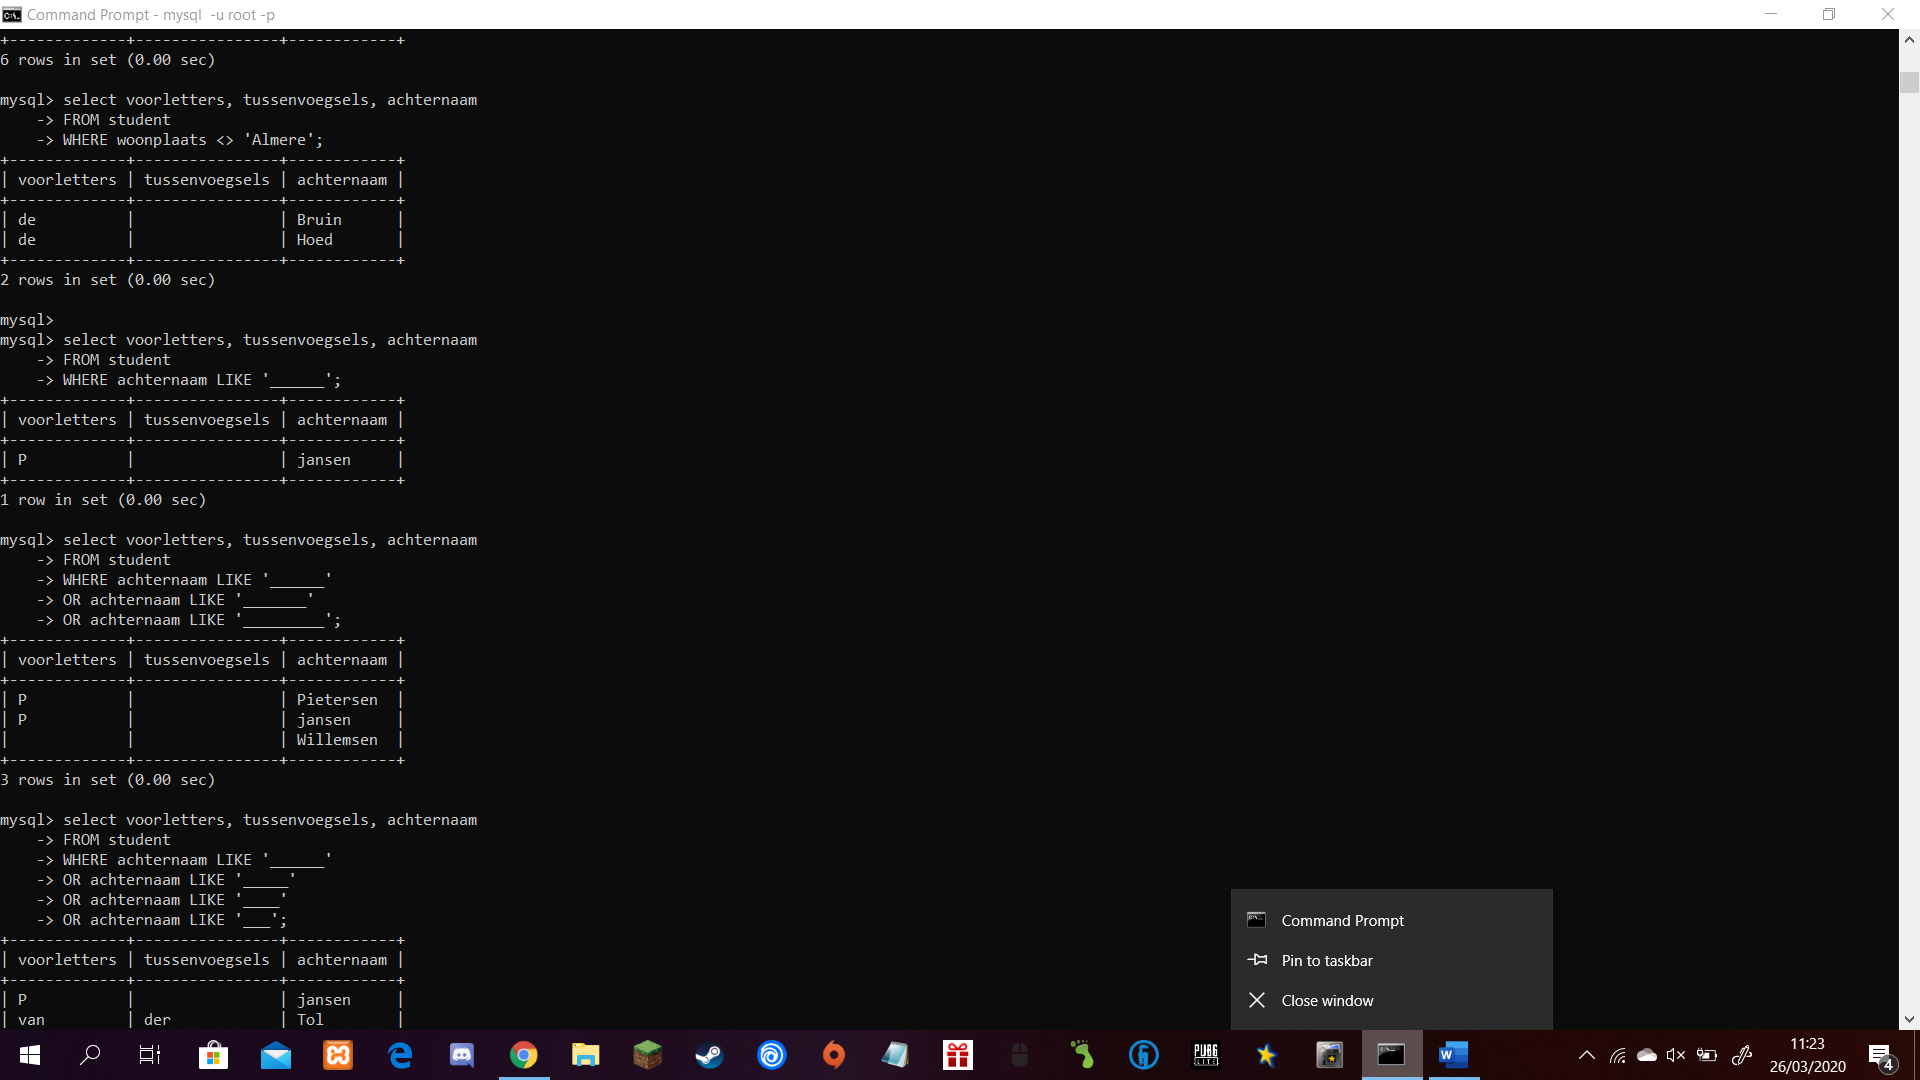 Command Prompt - mysql  -u root -p
+-------------+----------------+------------+
6 rows in set (0.00 sec)
mysql> select voorletters, tussenvoegsels, achternaam
    -> FROM student
    -> WHERE woonplaats <> 'Almere';
+-------------+----------------+------------+
| voorletters | tussenvoegsels | achternaam |
+-------------+----------------+------------+
| de          |                | Bruin      |
| de          |                | Hoed       |
+-------------+----------------+------------+
2 rows in set (0.00 sec)
mysql>
mysql> select voorletters, tussenvoegsels, achternaam
    -> FROM student
    -> WHERE achternaam LIKE '______';
+-------------+----------------+------------+
| voorletters | tussenvoegsels | achternaam |
+-------------+----------------+------------+
| P           |                | jansen     |
+-------------+----------------+------------+
1 row in set (0.00 sec)
mysql> select voorletters, tussenvoegsels, achternaam
    -> FROM student
    -> WHERE achternaam LIKE '______'
    -> OR achternaam LIKE '_______'
    -> OR achternaam LIKE '_________';
+-------------+----------------+------------+
| voorletters | tussenvoegsels | achternaam |
+-------------+----------------+------------+
| P           |                | Pietersen  |
| P           |                | jansen     |
|             |                | Willemsen  |
+-------------+----------------+------------+
3 rows in set (0.00 sec)
mysql> select voorletters, tussenvoegsels, achternaam
    -> FROM student
    -> WHERE achternaam LIKE '______'
    -> OR achternaam LIKE '_____'
    -> OR achternaam LIKE '____'
    -> OR achternaam LIKE '___';
+-------------+----------------+------------+
| voorletters | tussenvoegsels | achternaam |
+-------------+----------------+------------+
| P           |                | jansen     |
| van         | der            | Tol        |
Command Prompt
Pin to taskbar
Close window
PUBG
LITE
W
11:23
26/03/2020
4